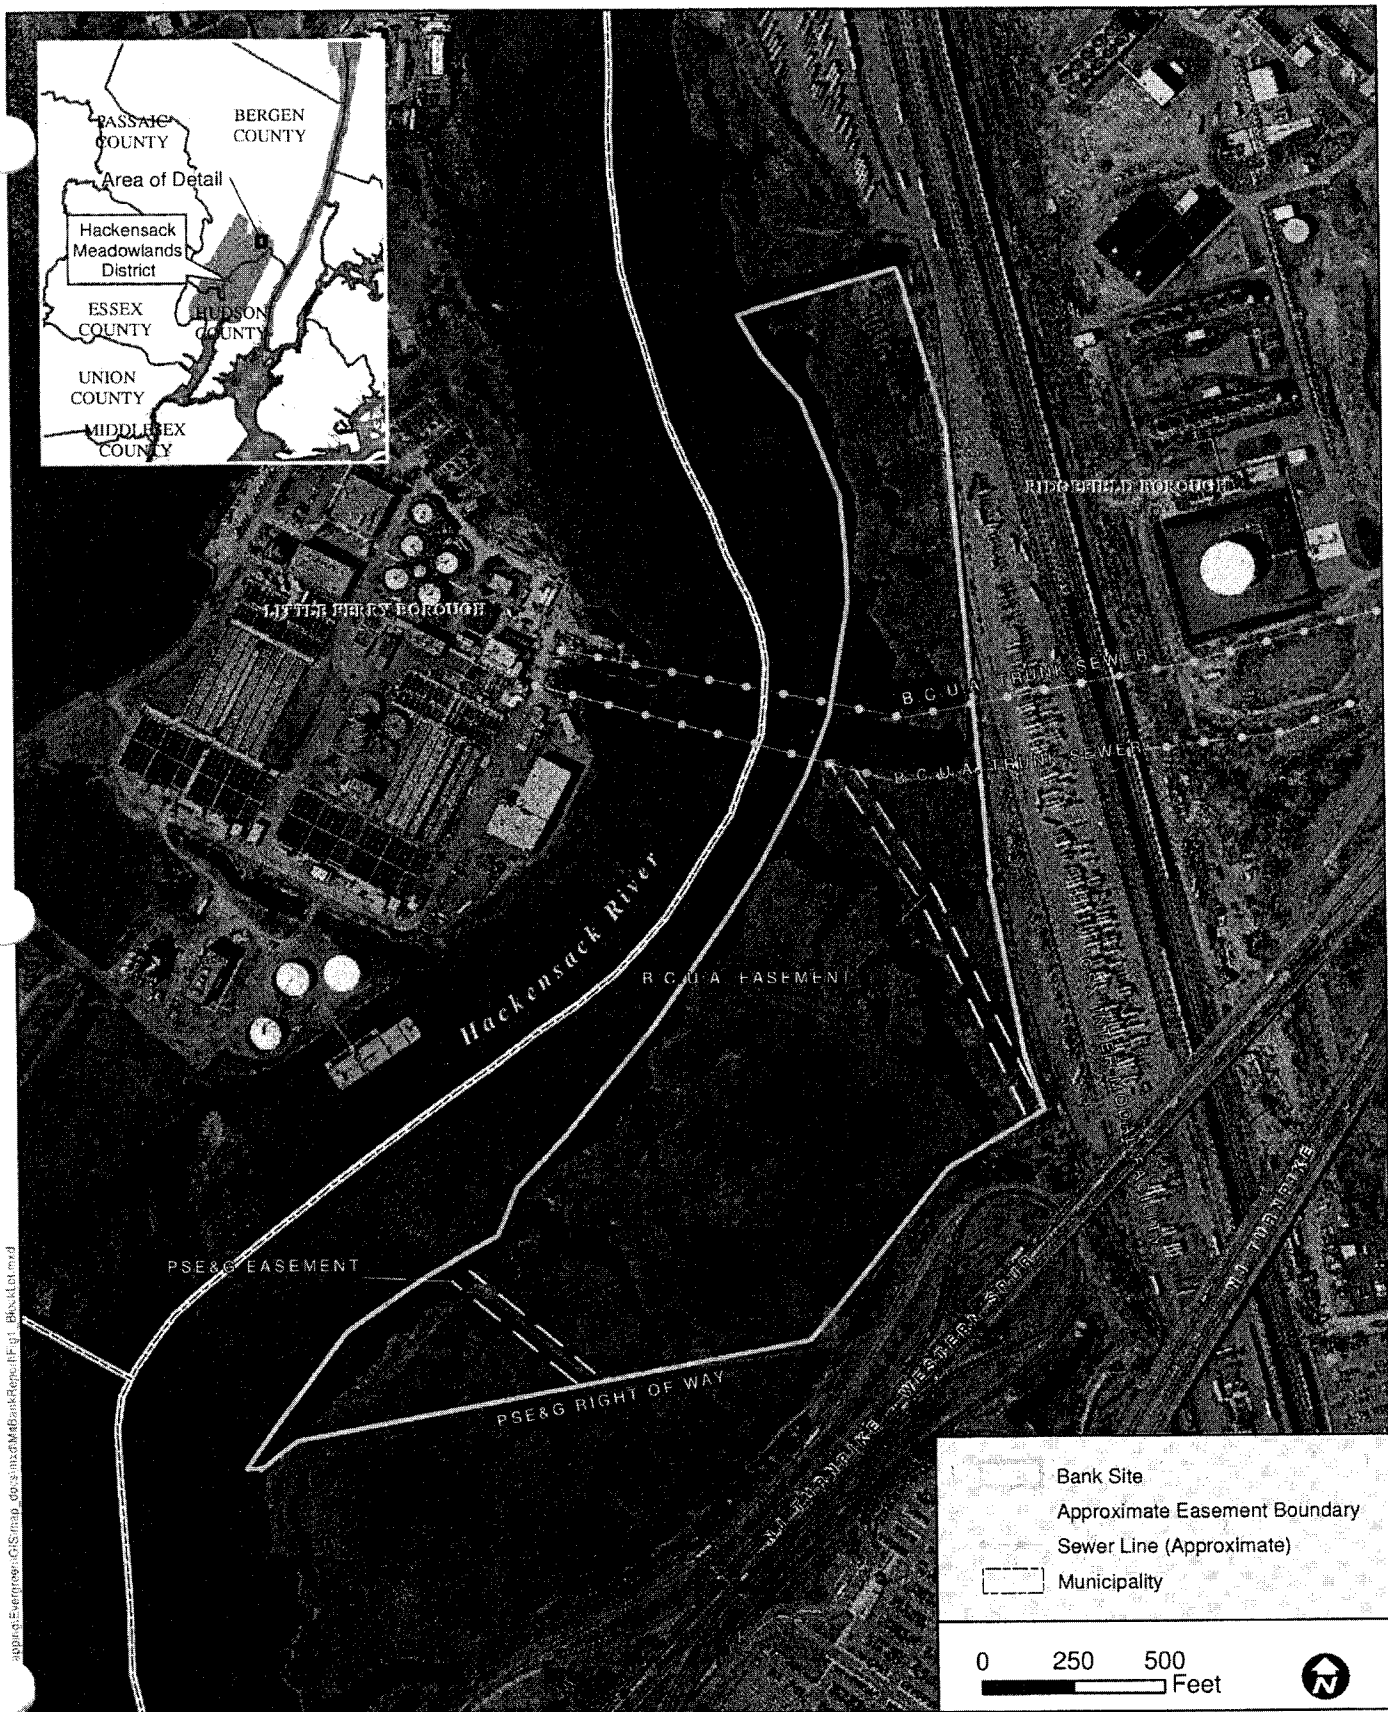 PASSAIC
COUNTY
BERGEN
COUNTY
Area of Detail
Hackensack
Meadowlands
District
ESSEX
COUNTY
HUDSON
COUNTY
UNION
COUNTY
MIDDLESEX
COUNTY
RIDGEFIELD BOROUGH
LITTLE FERRY BOROUGH
B.C.U.A. TRUNK SEWER
B.C.U.A. TRUNK SEWER
Hackensack River
B.C.U.A. EASEMENT
PSE&G EASEMENT
PSE&G RIGHT OF WAY
NJ TURNPIKE - WESTERN SPUR
NJ TURNPIKE
Bank Site
Approximate Easement Boundary
Sewer Line (Approximate)
Municipality
0 250 500
Feet
N